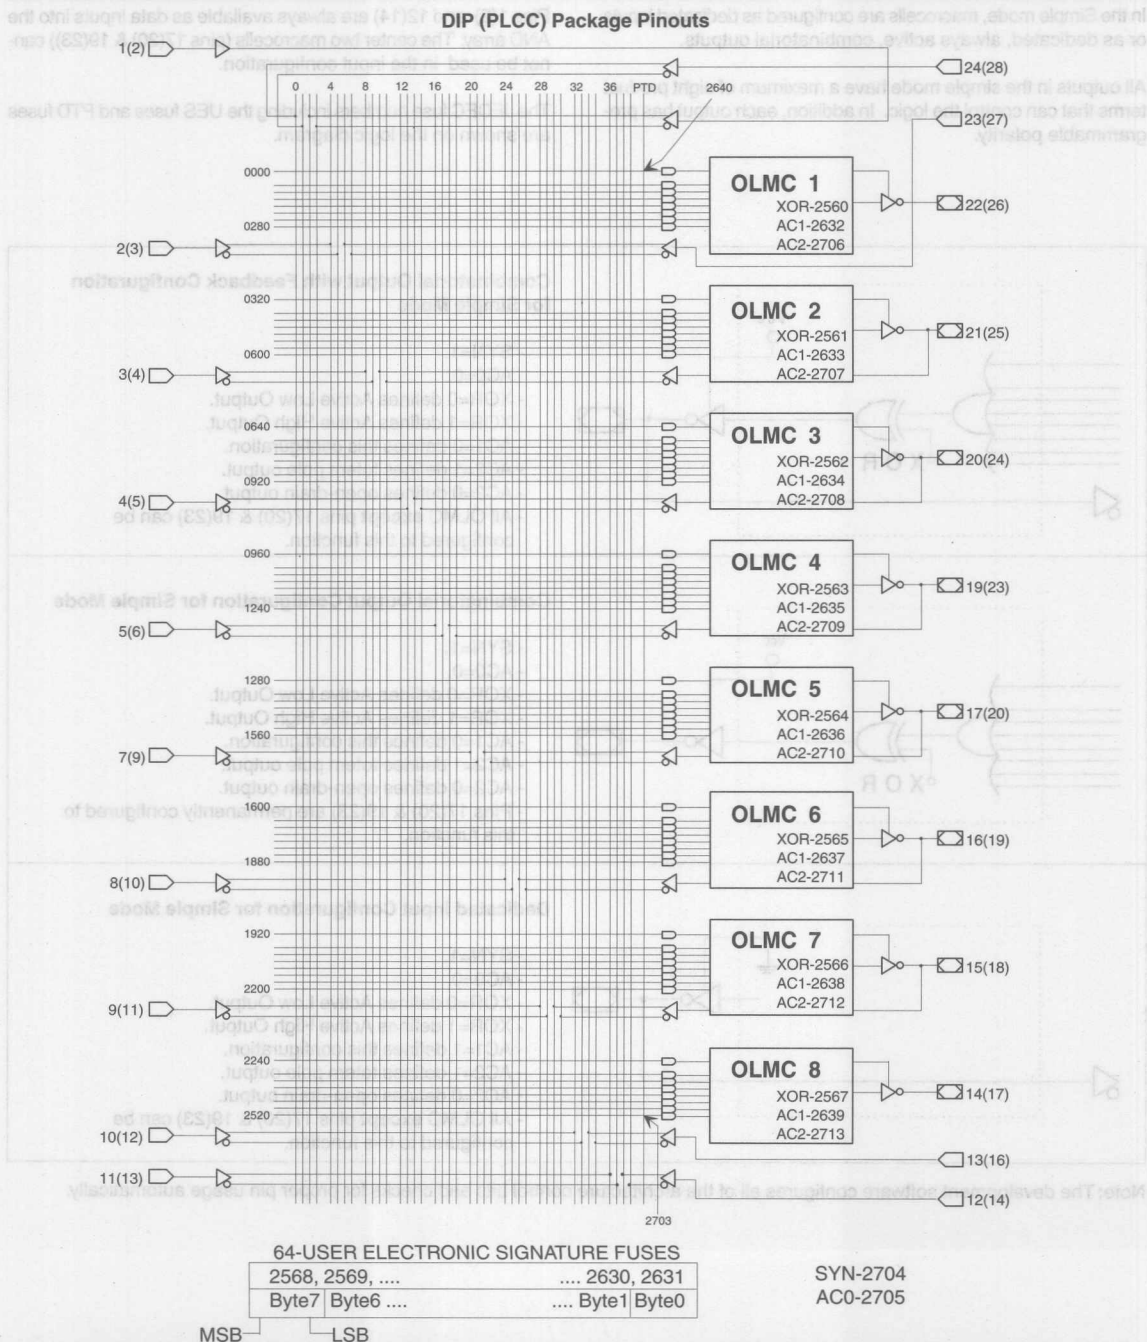 DIP (PLCC) Package Pinouts
1(2)
24(28)
0 4 8 12 16 20 24 28 32 36 PTD 2640
23(27)
0000
0280
OLMC 1
XOR-2560
AC1-2632
AC2-2706
22(26)
2(3)
0320
0600
OLMC 2
XOR-2561
AC1-2633
AC2-2707
21(25)
3(4)
0640
0920
OLMC 3
XOR-2562
AC1-2634
AC2-2708
20(24)
4(5)
0960
1240
OLMC 4
XOR-2563
AC1-2635
AC2-2709
19(23)
5(6)
1280
1560
OLMC 5
XOR-2564
AC1-2636
AC2-2710
17(20)
7(9)
1600
1880
OLMC 6
XOR-2565
AC1-2637
AC2-2711
16(19)
8(10)
1920
2200
OLMC 7
XOR-2566
AC1-2638
AC2-2712
15(18)
9(11)
2240
2520
OLMC 8
XOR-2567
AC1-2639
AC2-2713
14(17)
10(12)
13(16)
11(13)
12(14)
2703
64-USER ELECTRONIC SIGNATURE FUSES
2568, 2569, .... .... 2630, 2631
Byte7 Byte6 .... .... Byte1 Byte0
MSB LSB
SYN-2704
AC0-2705